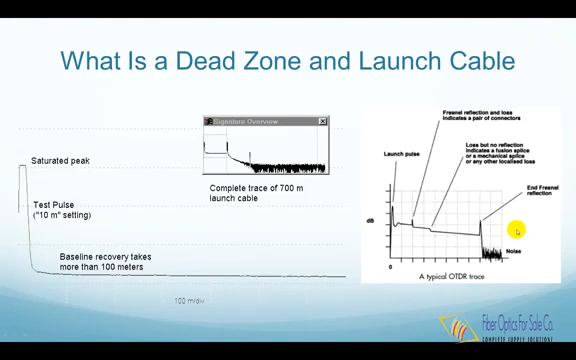 What Is a Dead Zone and Launch Cable
Saturated peak
Test Pulse
("10 m" setting)
Baseline recovery takes
more than 100 meters
100 m/div
Signature Overview
Complete trace of 700 m
launch cable
Fresnel reflection and loss
Indicates a pair of connectors
Loss but no reflection
Indicates a fusion splice
or a mechanical splice
or any other localised loss
Launch pulse
End Fresnel
reflection
dB
Noise
0
A typical OTDR trace
Fiber Optics For Sale Co.
COMPLETE SUPPLY SOLUTIONS